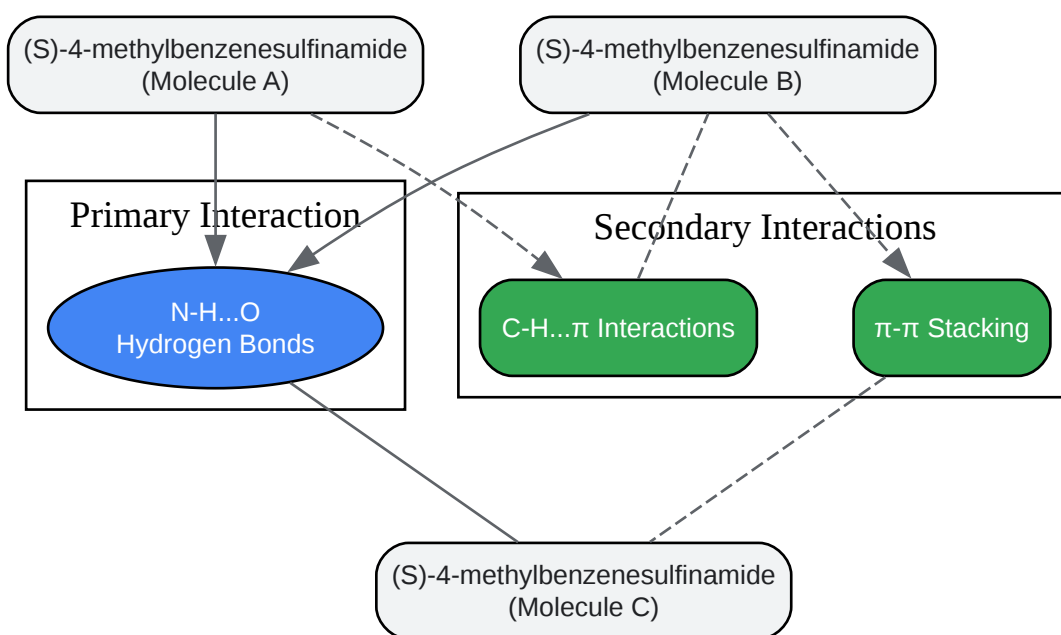 (S)-4-methylbenzenesulfinamide
(Molecule A)
(S)-4-methylbenzenesulfinamide
(Molecule B)
Primary Interaction
Secondary Interactions
N-H...O
Hydrogen Bonds
C-H...π Interactions
π-π Stacking
(S)-4-methylbenzenesulfinamide
(Molecule C)